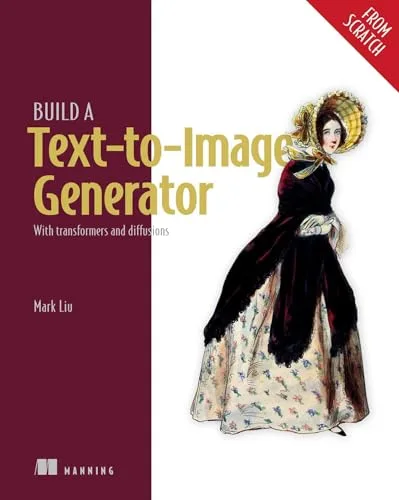 FROM
SCRATCH
BUILD A
Text-to-Image
Generator
With transformers and diffusions
Mark Liu
MANNING